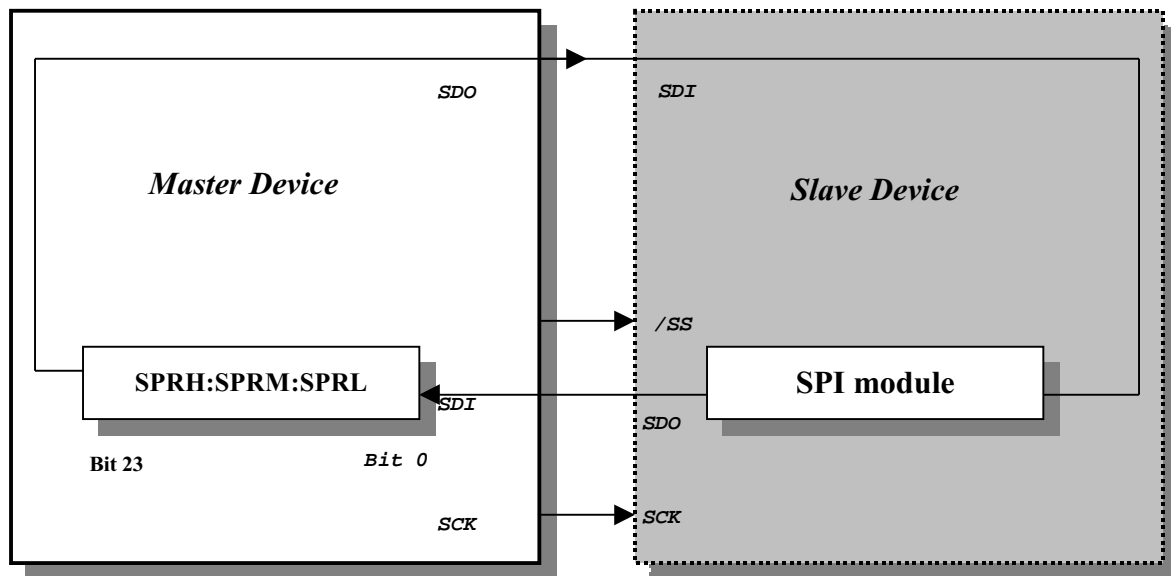 SDO
SDI
Master Device
Slave Device
/SS
SPRH:SPRM:SPRL
SPI module
SDI
SDO
Bit 23
Bit 0
SCK
SCK